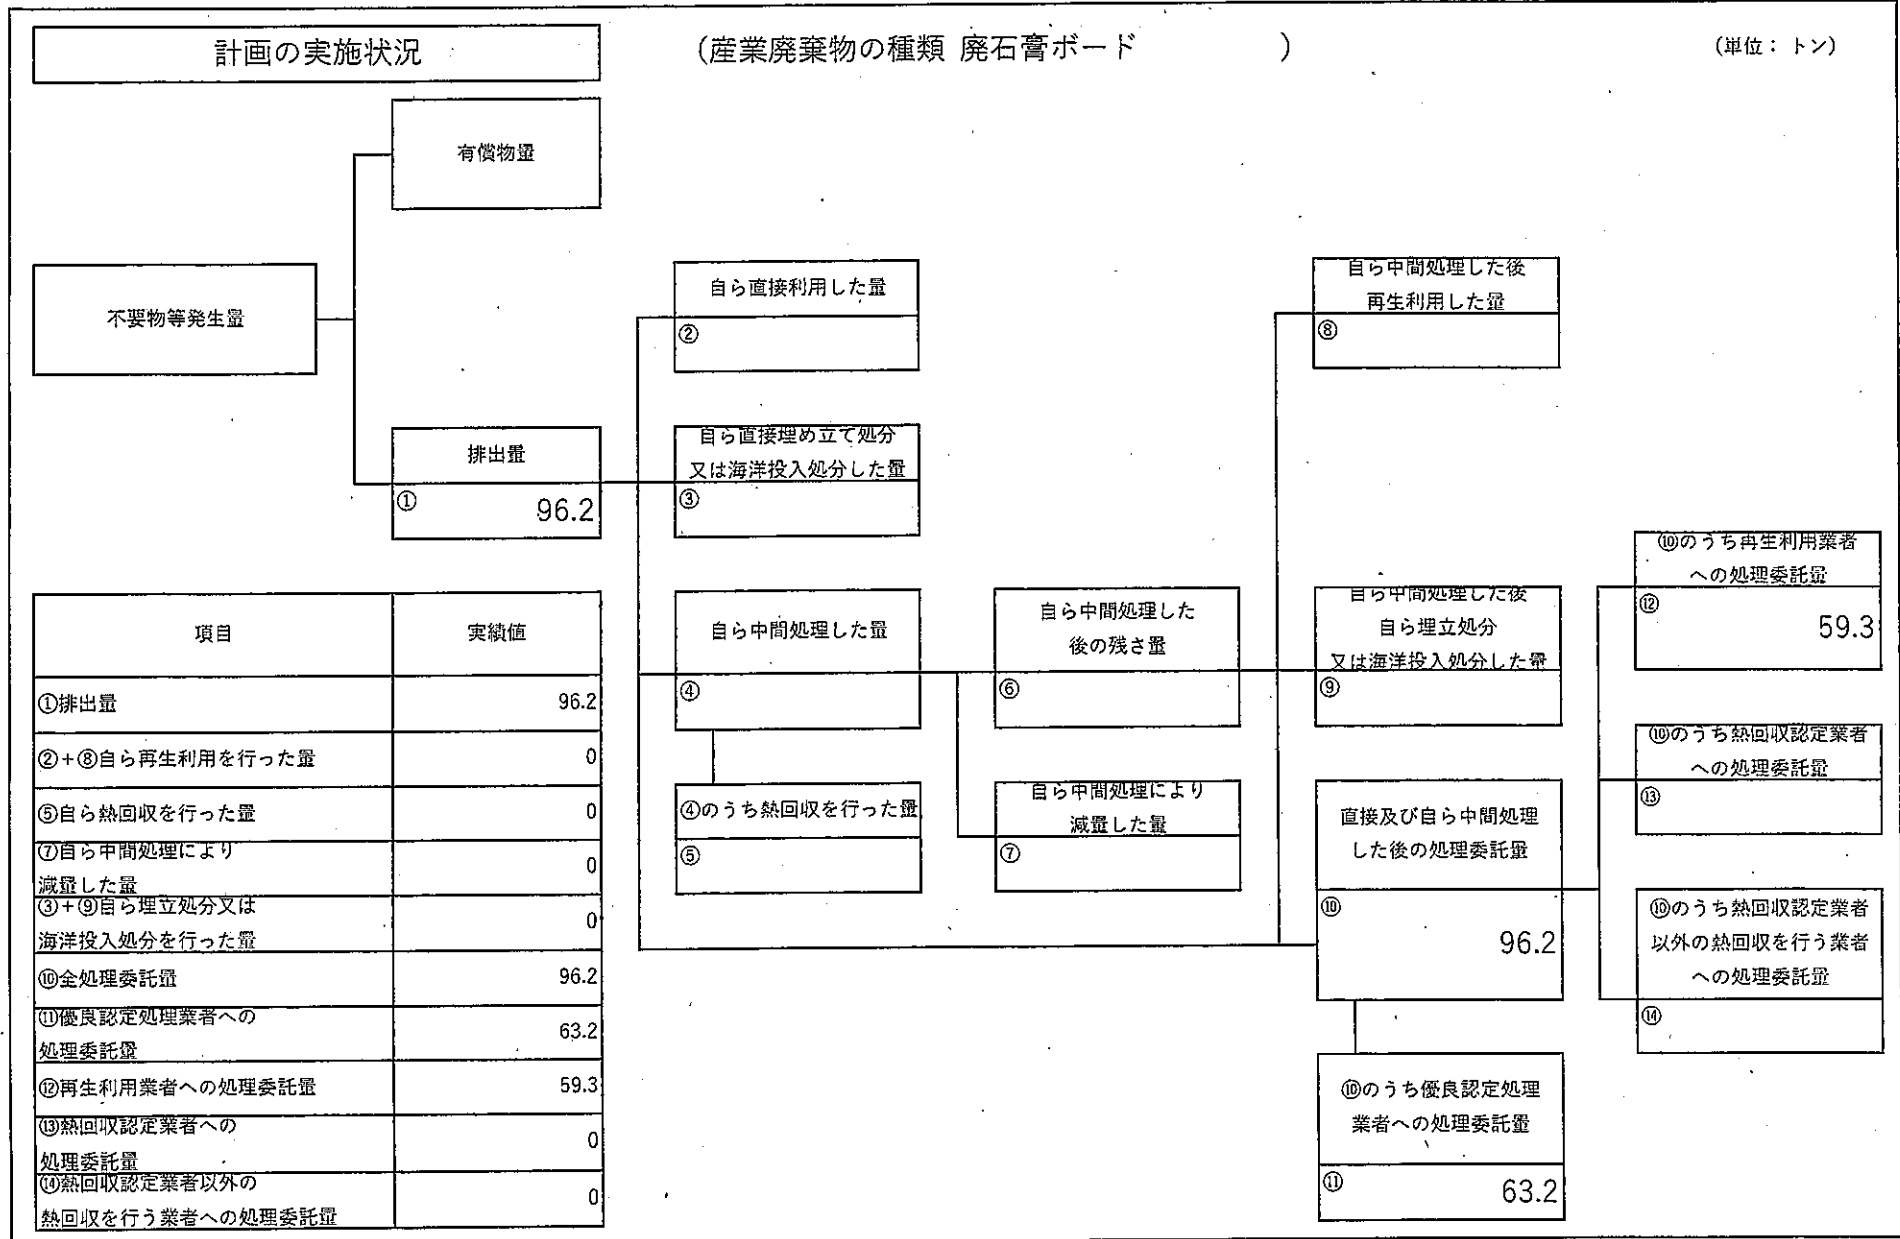 計画の実施状況
(産業廃棄物の種類 廃石膏ボード )
(単位：トン)
有償物量
不要物等発生量
排出量
①
96.2
自ら直接利用した量
②
自ら直接埋め立て処分
又は海洋投入処分した量
③
自ら中間処理した量
④
④のうち熱回収を行った量
⑤
自ら中間処理した
後の残さ量
⑥
自ら中間処理により
減量した量
⑦
自ら中間処理した後
再生利用した量
⑧
自ら中間処理した後
自ら埋立処分
又は海洋投入処分した量
⑨
直接及び自ら中間処理
した後の処理委託量
⑩
96.2
⑩のうち優良認定処理
業者への処理委託量
⑪
63.2
⑩のうち再生利用業者
への処理委託量
⑫
59.3
⑩のうち熱回収認定業者
への処理委託量
⑬
⑩のうち熱回収認定業者
以外の熱回収を行う業者
への処理委託量
⑭
項目 実績値
①排出量 96.2
②+⑧自ら再生利用を行った量 0
⑤自ら熱回収を行った量 0
⑦自ら中間処理により
減量した量 0
③+⑨自ら埋立処分又は
海洋投入処分を行った量 0
⑩全処理委託量 96.2
⑪優良認定処理業者への
処理委託量 63.2
⑫再生利用業者への処理委託量 59.3
⑬熱回収認定業者への
処理委託量 0
⑭熱回収認定業者以外の
熱回収を行う業者への処理委託量 0